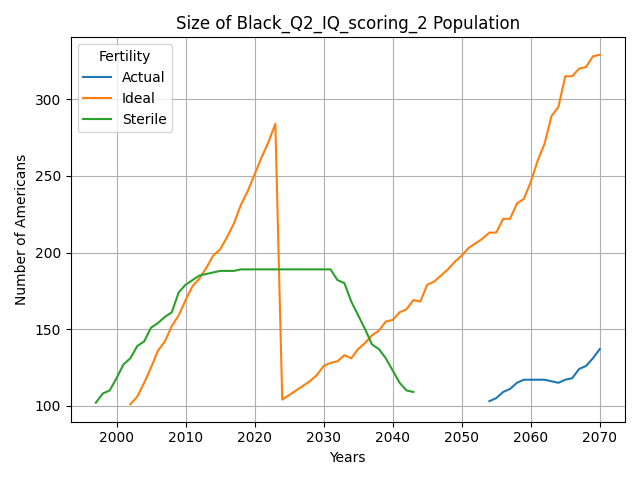 Size of Black_Q2_IQ_scoring_2 Population
Fertility
Actual
Ideal
Sterile
Number of Americans
300
250
200
150
100
2000 2010 2020 2030 2040 2050 2060 2070
Years